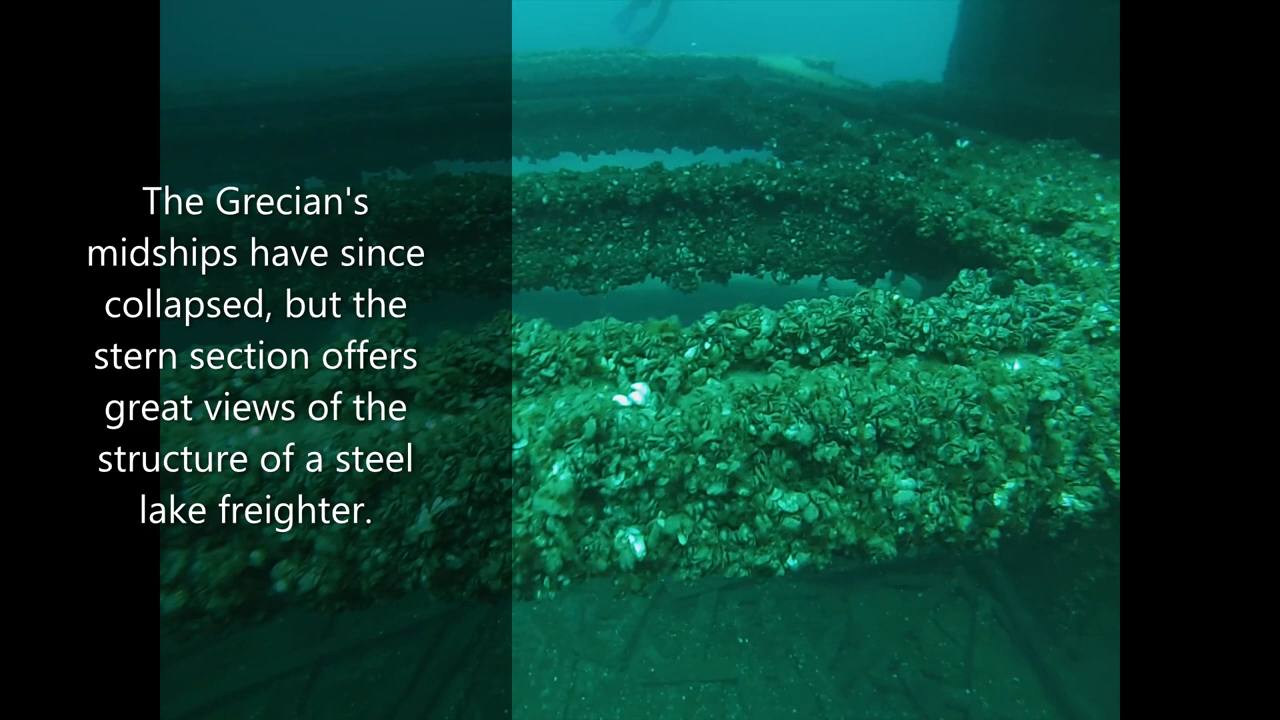 The Grecian's
midships have since
collapsed, but the
stern section offers
great views of the
structure of a steel
lake freighter.